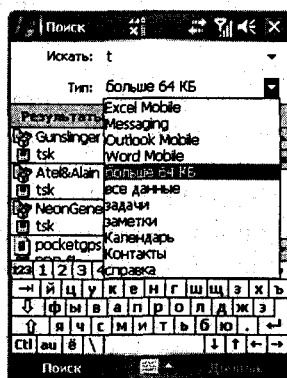 Поиск
Искать: t
Тип: больше 64 КБ
Результаты
Excel Mobile
Messaging
Outlook Mobile
Word Mobile
больше 64 КБ
все данные
задачи
заметки
Календарь
Контакты
справка
Gunslinger
tsk
Atel&Alain
tsk
NeonGene
tsk
pocketgps
123 1 2 3 4
й ц у к е н г ш щ з х ъ
ф ы в а п р о л д ж э
я ч с м и т ь б ю .
Ctl au ё \
Поиск